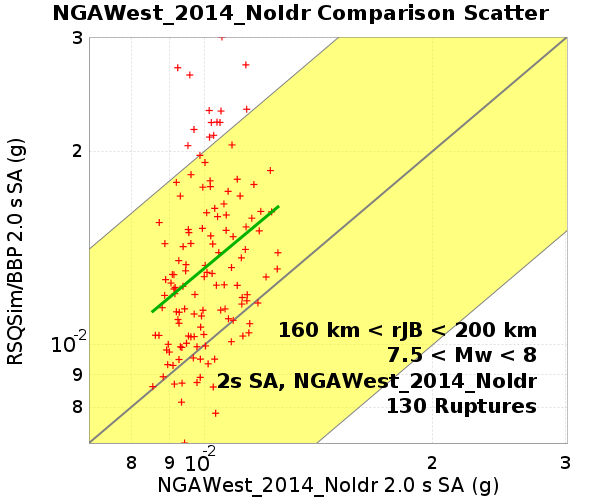 NGAWest_2014_NoIdr Comparison Scatter
RSQSim/BBP 2.0 s SA (g)
3
2
10⁻²
9
8
160 km < rJB < 200 km
7.5 < Mw < 8
2s SA, NGAWest_2014_NoIdr
130 Ruptures
8 9 10⁻² 2 3
NGAWest_2014_NoIdr 2.0 s SA (g)